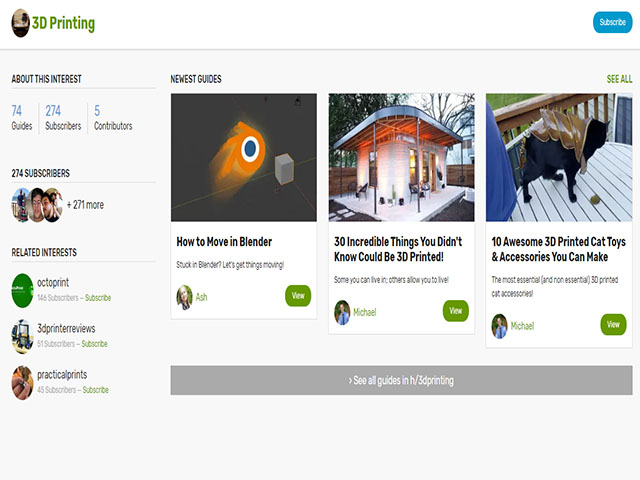 3D Printing
Subscribe
ABOUT THIS INTEREST
74
274
5
Guides
Subscribers
Contributors
274 SUBSCRIBERS
+ 271 more
RELATED INTERESTS
octoprint
146 Subscribers – Subscribe
3dprinterreviews
51 Subscribers – Subscribe
practicalprints
45 Subscribers – Subscribe
NEWEST GUIDES
SEE ALL
How to Move in Blender
Stuck in Blender? Let's get things moving!
Ash
View
30 Incredible Things You Didn't
Know Could Be 3D Printed!
Some you can live in; others allow you to live!
Michael
View
10 Awesome 3D Printed Cat Toys
& Accessories You Can Make
The most essential (and non essential) 3D printed
cat accessories!
Michael
View
› See all guides in h/3dprinting